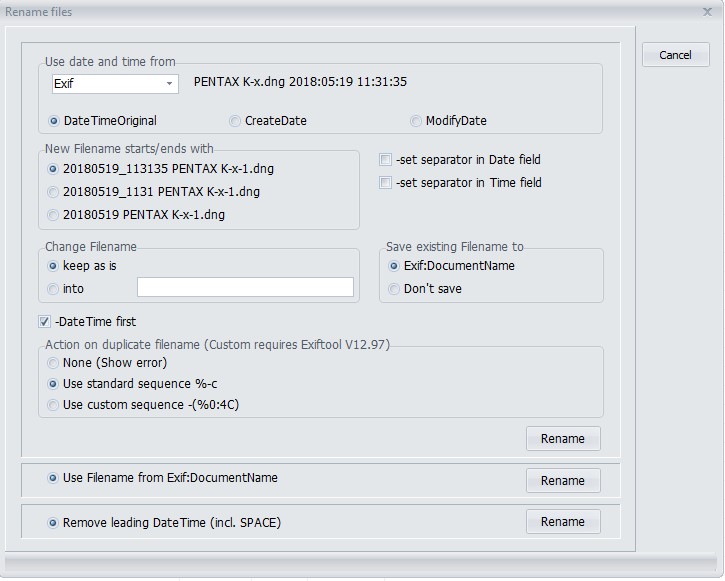 Rename files
Cancel
Use date and time from
Exif PENTAX K-x.dng 2018:05:19 11:31:35
DateTimeOriginal CreateDate ModifyDate
New Filename starts/ends with
20180519_113135 PENTAX K-x-1.dng
20180519_1131 PENTAX K-x-1.dng
20180519 PENTAX K-x-1.dng
-set separator in Date field
-set separator in Time field
Change Filename
keep as is
into
Save existing Filename to
Exif:DocumentName
Don't save
-DateTime first
Action on duplicate filename (Custom requires Exiftool V12.97)
None (Show error)
Use standard sequence %-c
Use custom sequence -(%0:4C)
Rename
Use Filename from Exif:DocumentName Rename
Remove leading DateTime (incl. SPACE) Rename